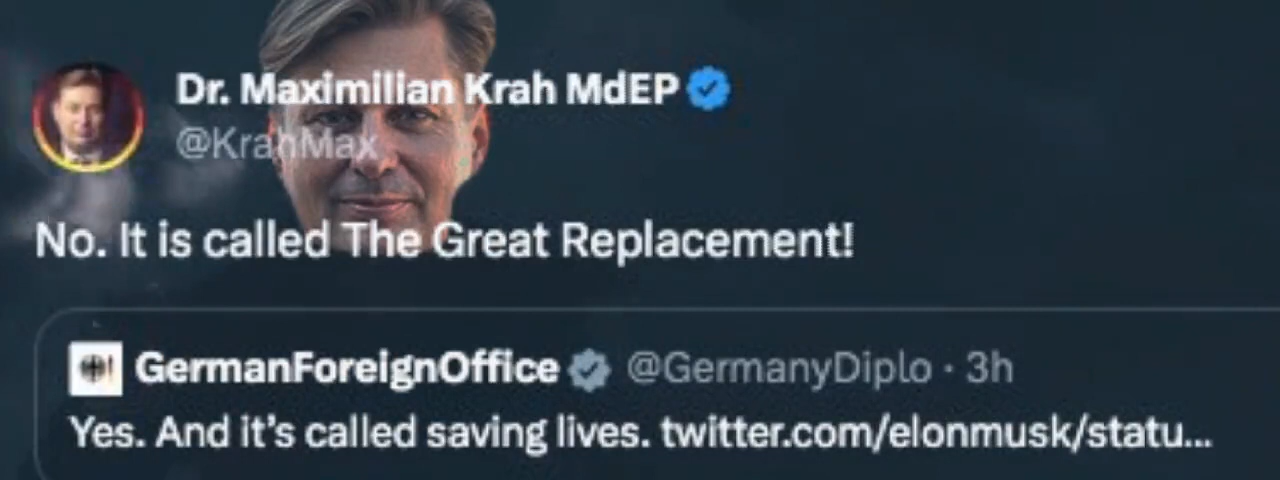 Dr. Maximilian Krah MdEP
@KrahMax
No. It is called The Great Replacement!
GermanForeignOffice @GermanyDiplo · 3h
Yes. And it's called saving lives. twitter.com/elonmusk/statu...